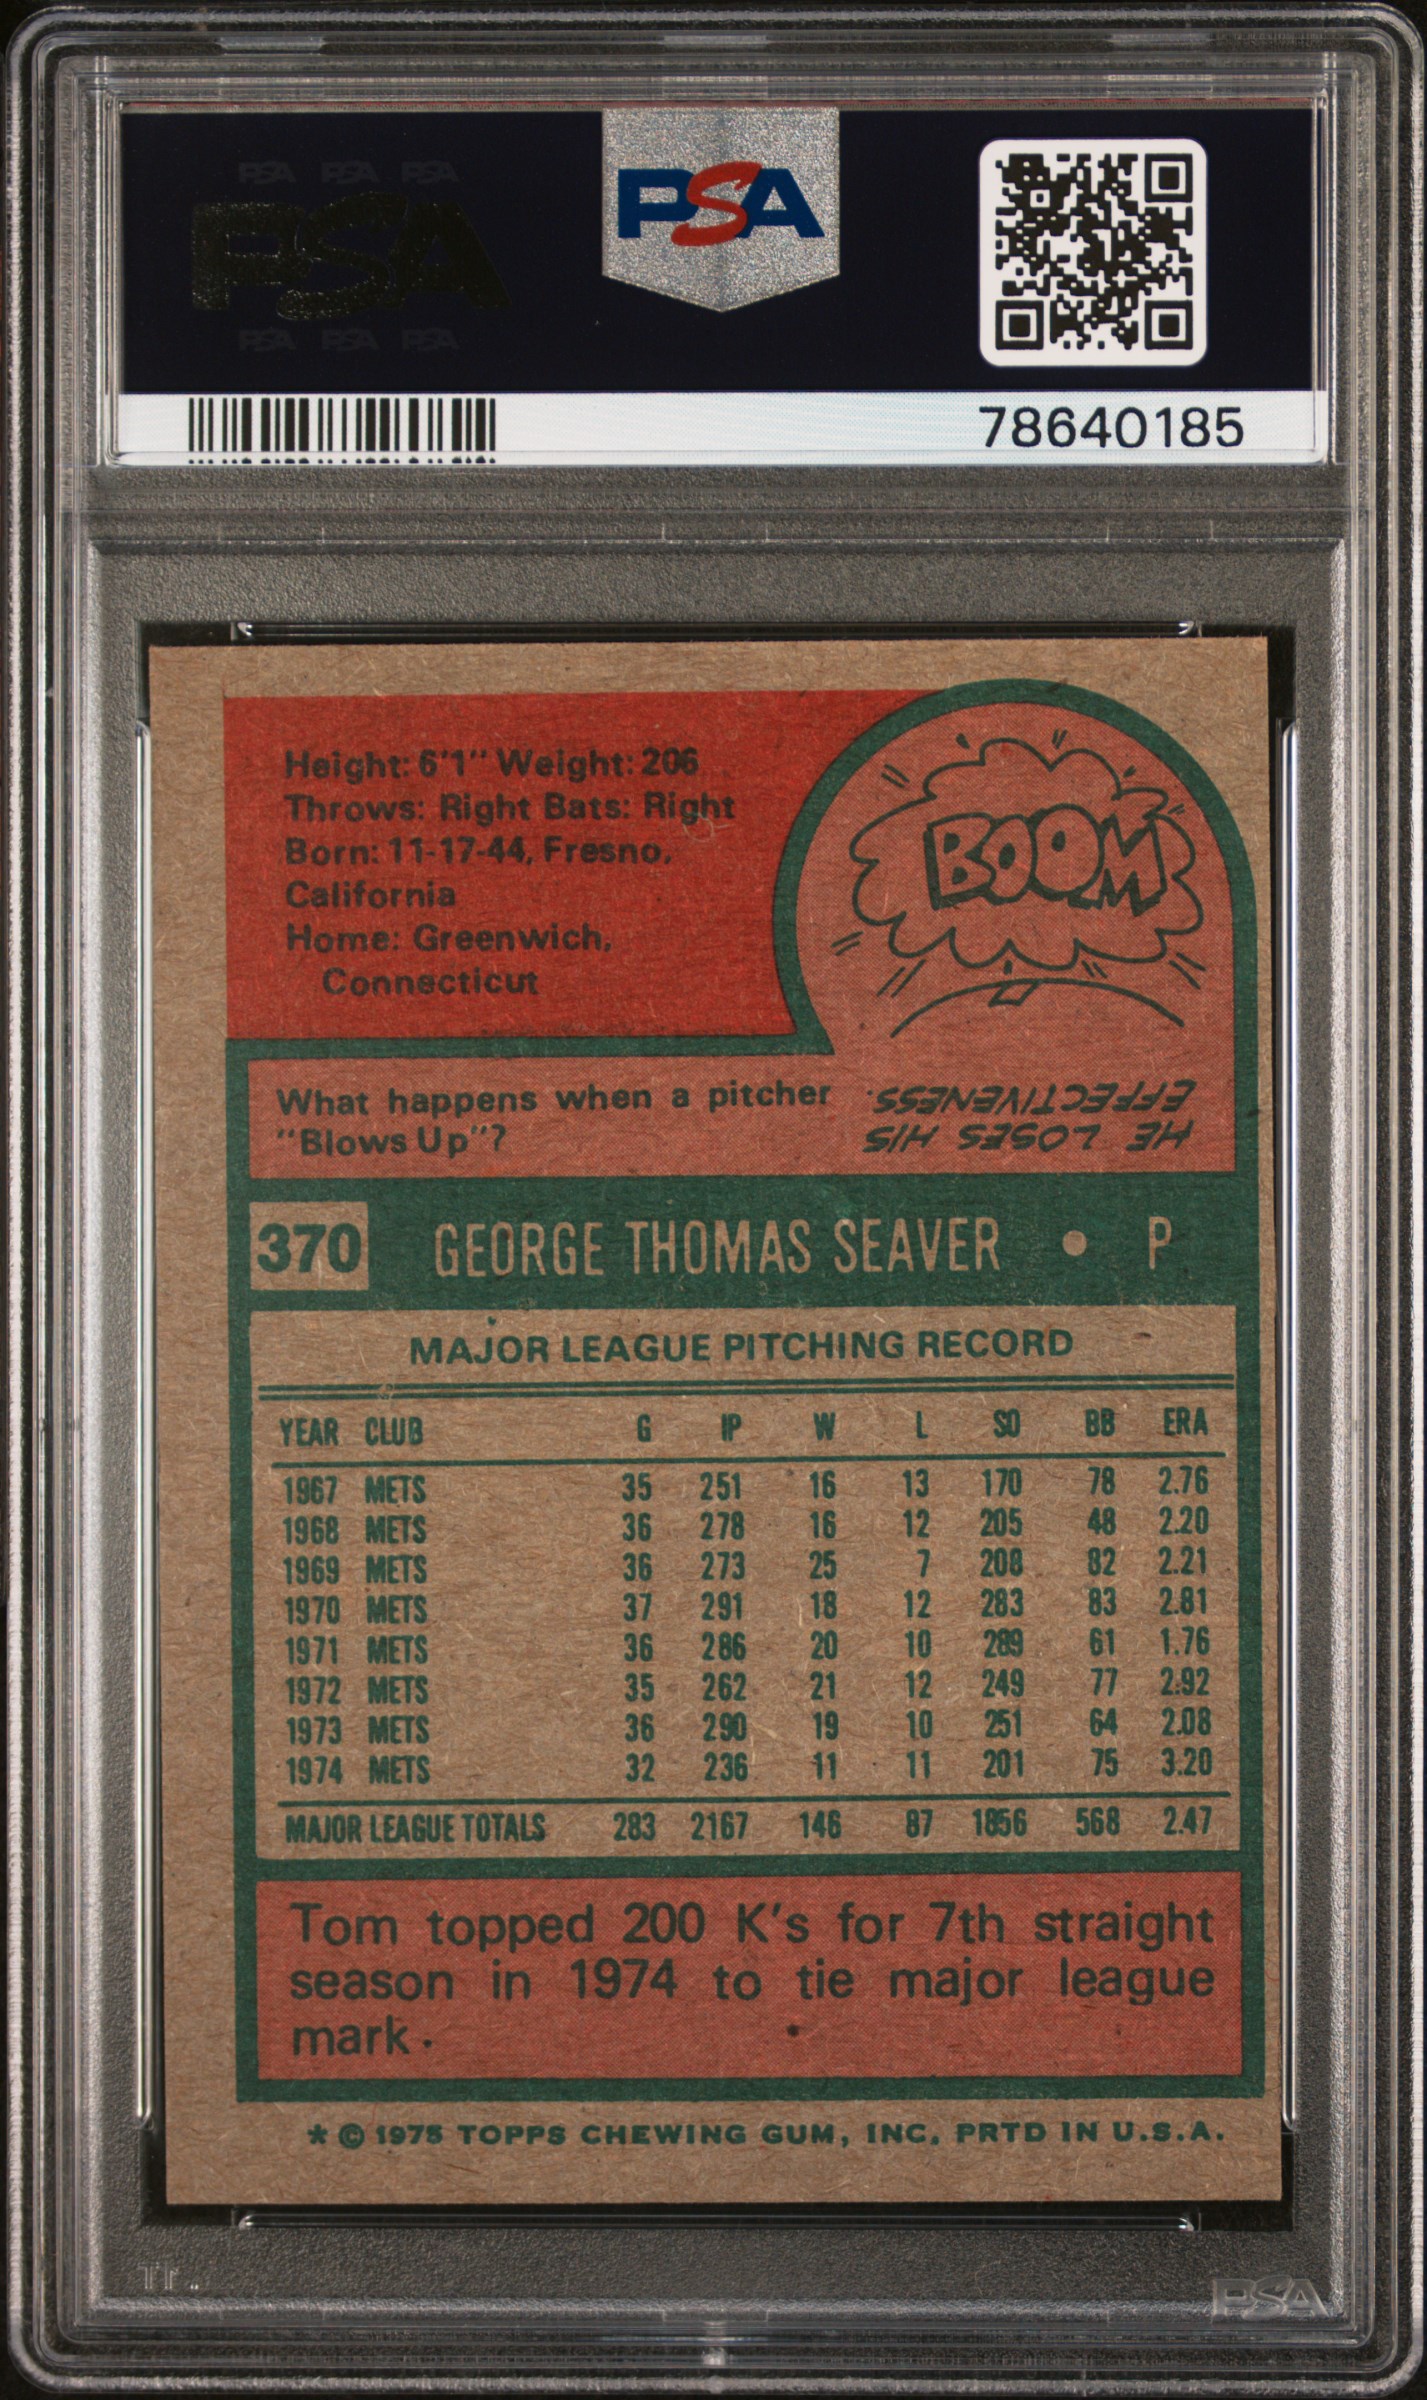 PSA PSA PSA
PSA
PSA PSA PSA
PSA
78640185
Height: 6'1" Weight: 206
Throws: Right Bats: Right
Born: 11-17-44, Fresno,
California
Home: Greenwich,
Connecticut
BOOM
What happens when a pitcher
"Blows Up"?
HE LOSES HIS
EFFECTIVENESS.
370 GEORGE THOMAS SEAVER • P
MAJOR LEAGUE PITCHING RECORD
YEAR CLUB G IP W L SO BB ERA
1967 METS 35 251 16 13 170 78 2.76
1968 METS 36 278 16 12 205 48 2.20
1969 METS 36 273 25 7 208 82 2.21
1970 METS 37 291 18 12 283 83 2.81
1971 METS 36 286 20 10 289 61 1.76
1972 METS 35 262 21 12 249 77 2.92
1973 METS 36 290 19 10 251 64 2.08
1974 METS 32 236 11 11 201 75 3.20
MAJOR LEAGUE TOTALS 283 2167 146 87 1856 568 2.47
Tom topped 200 K's for 7th straight
season in 1974 to tie major league
mark.
* © 1975 TOPPS CHEWING GUM, INC. PRTD IN U.S.A.
PSA